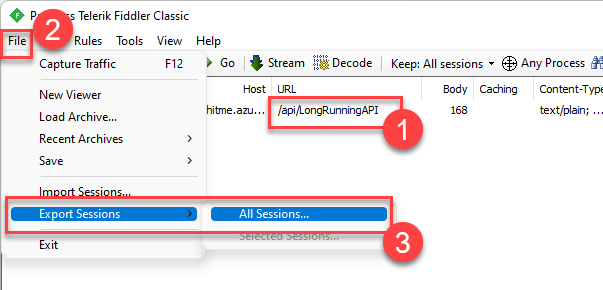 Telerik Fiddler Classic
File Rules Tools View Help
2
Capture Traffic F12
Go Stream Decode Keep: All sessions Any Process
Host URL Body Caching Content-Type
New Viewer
hitme.azu... /api/LongRunningAPI 168 text/plain;
Load Archive...
1
Recent Archives
Save
Import Sessions...
Export Sessions All Sessions...
Selected Sessions...
3
Exit